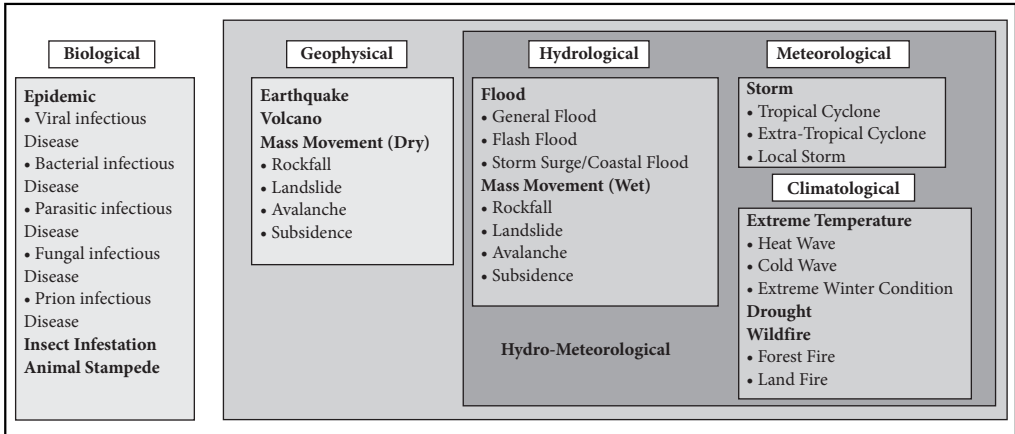 Biological
Epidemic
• Viral infectious
Disease
• Bacterial infectious
Disease
• Parasitic infectious
Disease
• Fungal infectious
Disease
• Prion infectious
Disease
Insect Infestation
Animal Stampede
Geophysical
Earthquake
Volcano
Mass Movement (Dry)
• Rockfall
• Landslide
• Avalanche
• Subsidence
Hydrological
Flood
• General Flood
• Flash Flood
• Storm Surge/Coastal Flood
Mass Movement (Wet)
• Rockfall
• Landslide
• Avalanche
• Subsidence
Hydro-Meteorological
Meteorological
Storm
• Tropical Cyclone
• Extra-Tropical Cyclone
• Local Storm
Climatological
Extreme Temperature
• Heat Wave
• Cold Wave
• Extreme Winter Condition
Drought
Wildfire
• Forest Fire
• Land Fire